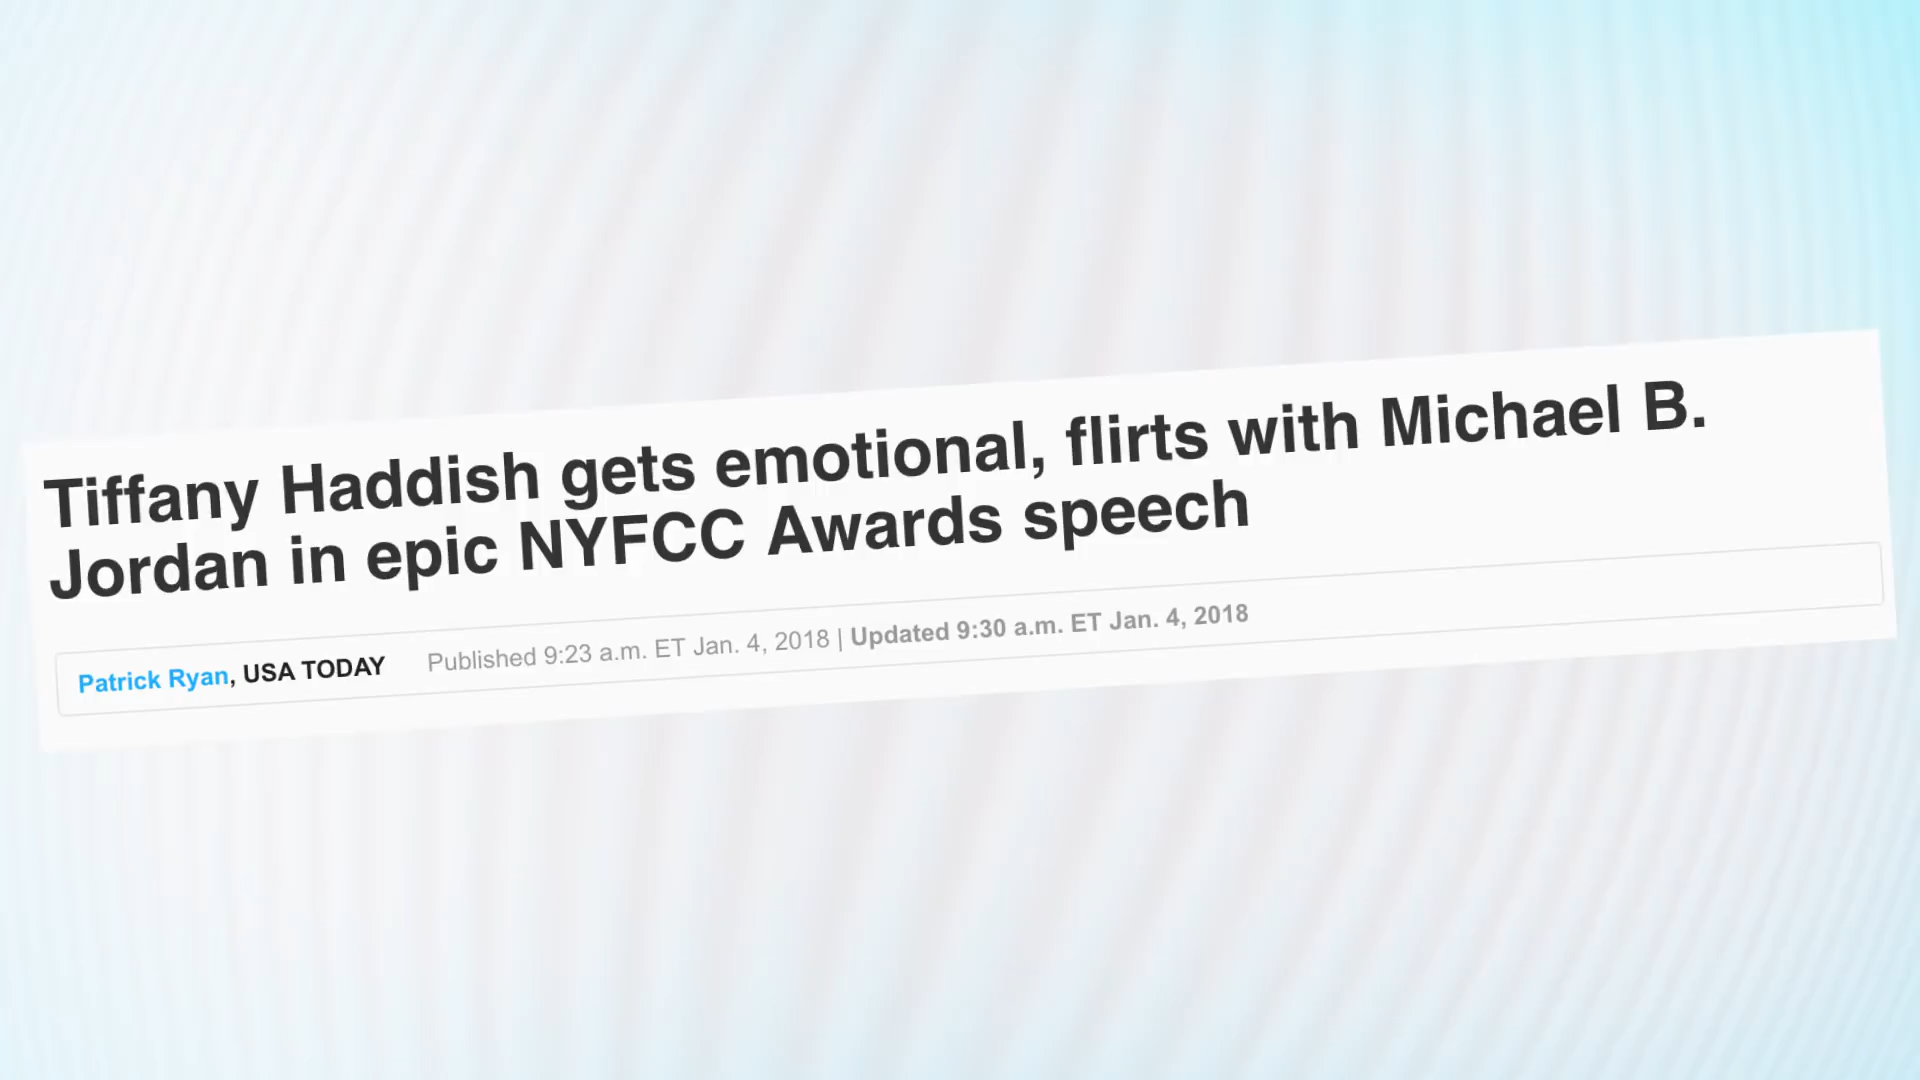 Tiffany Haddish gets emotional, flirts with Michael B.
Jordan in epic NYFCC Awards speech
Patrick Ryan, USA TODAY Published 9:23 a.m. ET Jan. 4, 2018 | Updated 9:30 a.m. ET Jan. 4, 2018